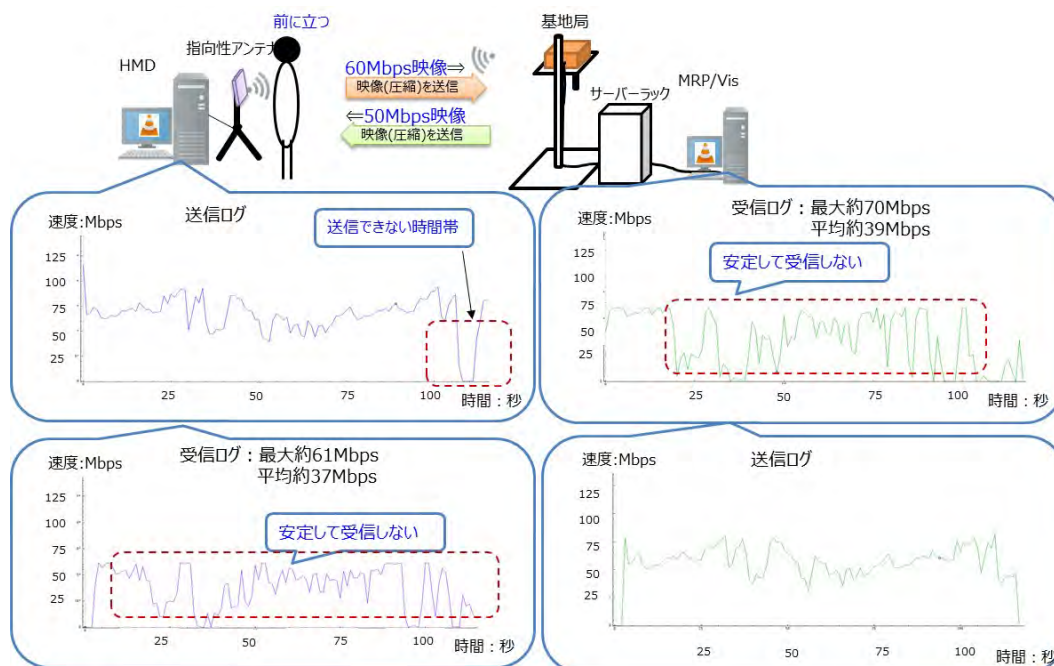 前に立つ
指向性アンテナ
HMD
60Mbps映像⇒
映像(圧縮)を送信
⇐50Mbps映像
映像(圧縮)を送信
基地局
サーバーラック
MRP/Vis
速度:Mbps
送信ログ
送信できない時間帯
125
100
75
50
25
25
50
75
100
時間：秒
速度:Mbps
受信ログ：最大約70Mbps
平均約39Mbps
安定して受信しない
125
100
75
50
25
25
50
75
100
時間：秒
速度:Mbps
受信ログ：最大約61Mbps
平均約37Mbps
安定して受信しない
125
100
75
50
25
25
50
75
100
時間：秒
速度:Mbps
送信ログ
125
100
75
50
25
25
50
75
100
時間：秒